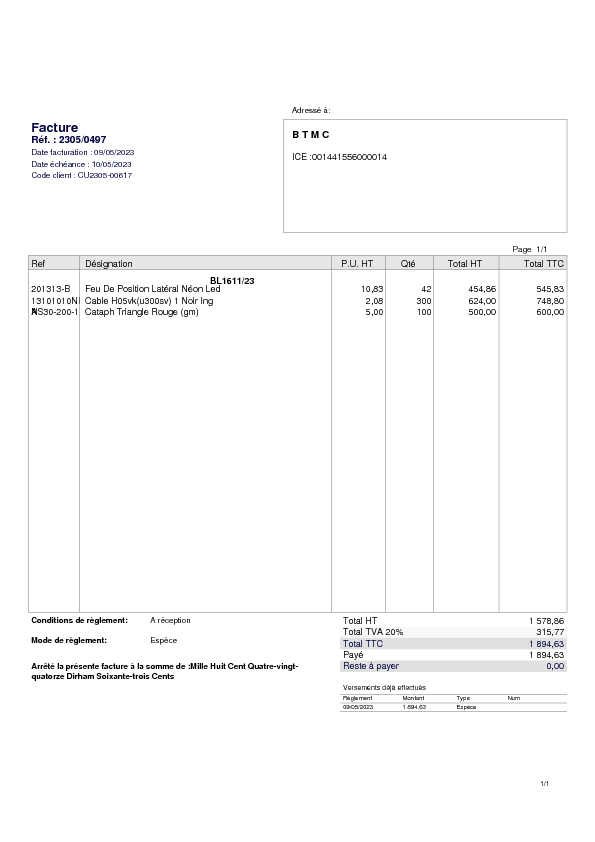 Adressé à:
Facture
Réf. : 2305/0497
Date facturation : 09/05/2023
Date échéance : 10/05/2023
Code client : CU2305-00617
B T M C
ICE :001441556000014
Page 1/1
Ref Désignation P.U. HT Qté Total HT Total TTC
BL1611/23
201313-B Feu De Position Latéral Néon Led 10,83 42 454,86 545,83
13101010N Cable H05vk(u300sv) 1 Noir Ing 2,08 300 624,00 748,80
S30-200-1 Cataph Triangle Rouge (gm) 5,00 100 500,00 600,00
Conditions de règlement: A réception
Mode de règlement: Espèce
Arrêté la présente facture à la somme de :Mille Huit Cent Quatre-vingt-
quatorze Dirham Soixante-trois Cents
Total HT 1 578,86
Total TVA 20% 315,77
Total TTC 1 894,63
Payé 1 894,63
Reste à payer 0,00
Versements déjà effectués
Règlement Montant Type Num
09/05/2023 1 894,63 Espèce
1/1